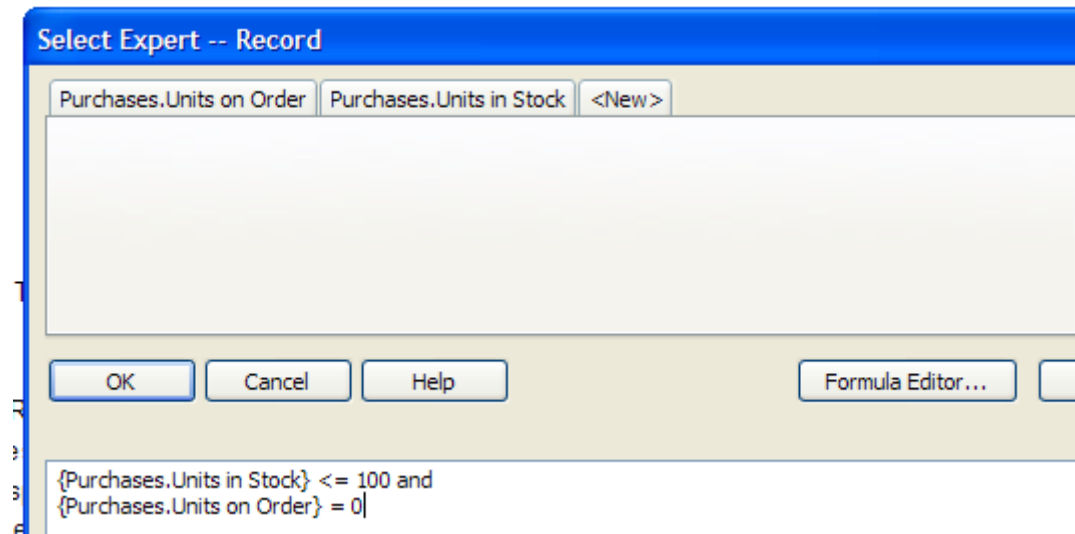 Select Expert -- Record
Purchases.Units on Order Purchases.Units in Stock <New>
OK Cancel Help Formula Editor...
{Purchases.Units in Stock} <= 100 and
{Purchases.Units on Order} = 0